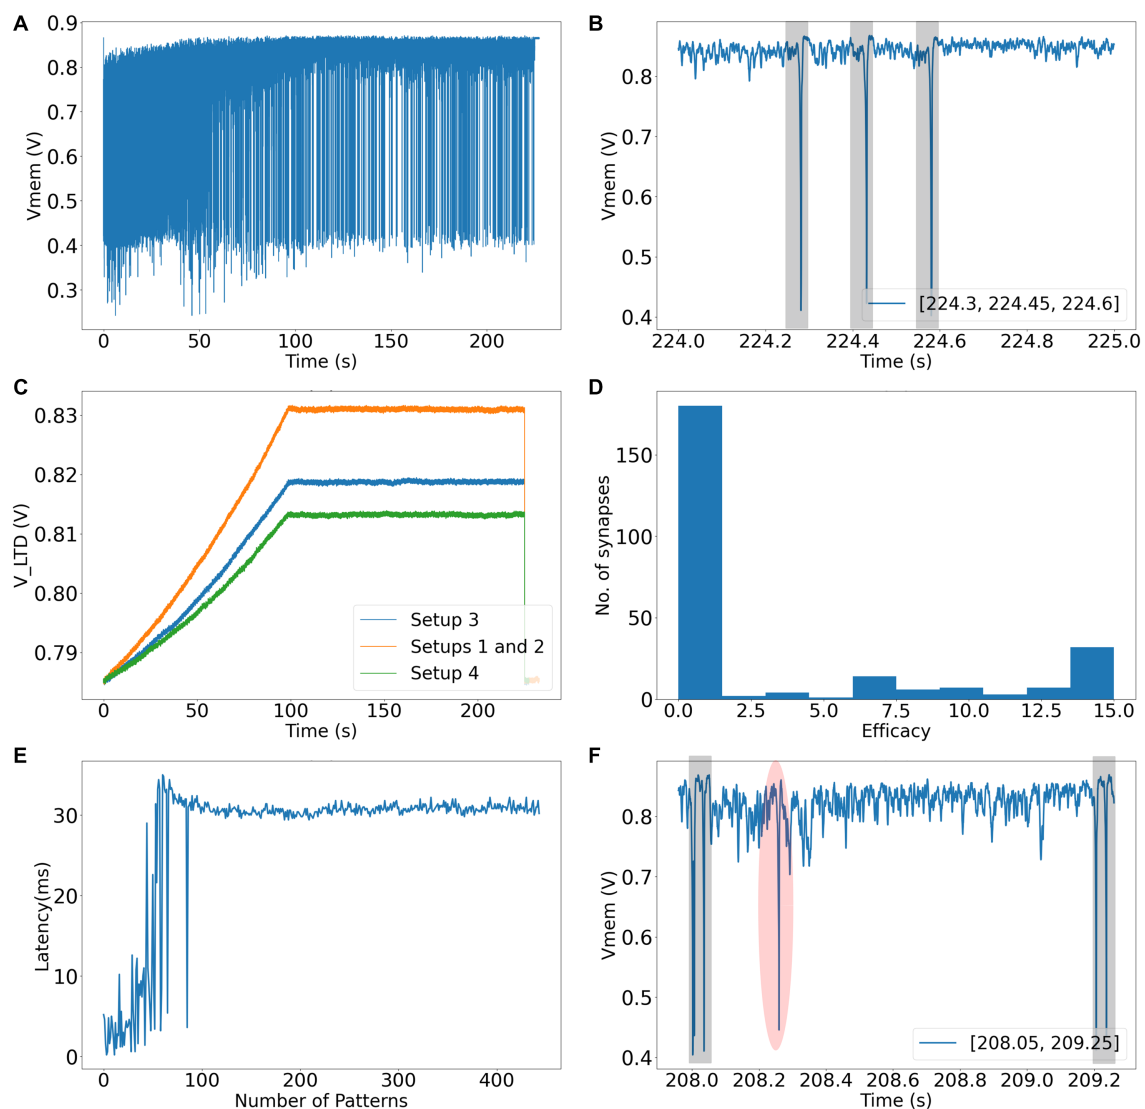 A
0.9
0.8
0.7
0.6
0.5
0.4
0.3
Vmem (V)
0 50 100 150 200
Time (s)
B
0.8
0.7
0.6
0.5
0.4
Vmem (V)
[224.3, 224.45, 224.6]
224.0 224.2 224.4 224.6 224.8 225.0
Time (s)
C
0.83
0.82
0.81
0.80
0.79
V_LTD (V)
Setup 3
Setups 1 and 2
Setup 4
0 50 100 150 200
Time (s)
D
150
100
50
0
No. of synapses
0.0 2.5 5.0 7.5 10.0 12.5 15.0
Efficacy
E
30
20
10
0
Latency(ms)
0 100 200 300 400
Number of Patterns
F
0.8
0.7
0.6
0.5
0.4
Vmem (V)
[208.05, 209.25]
208.0 208.2 208.4 208.6 208.8 209.0 209.2
Time (s)